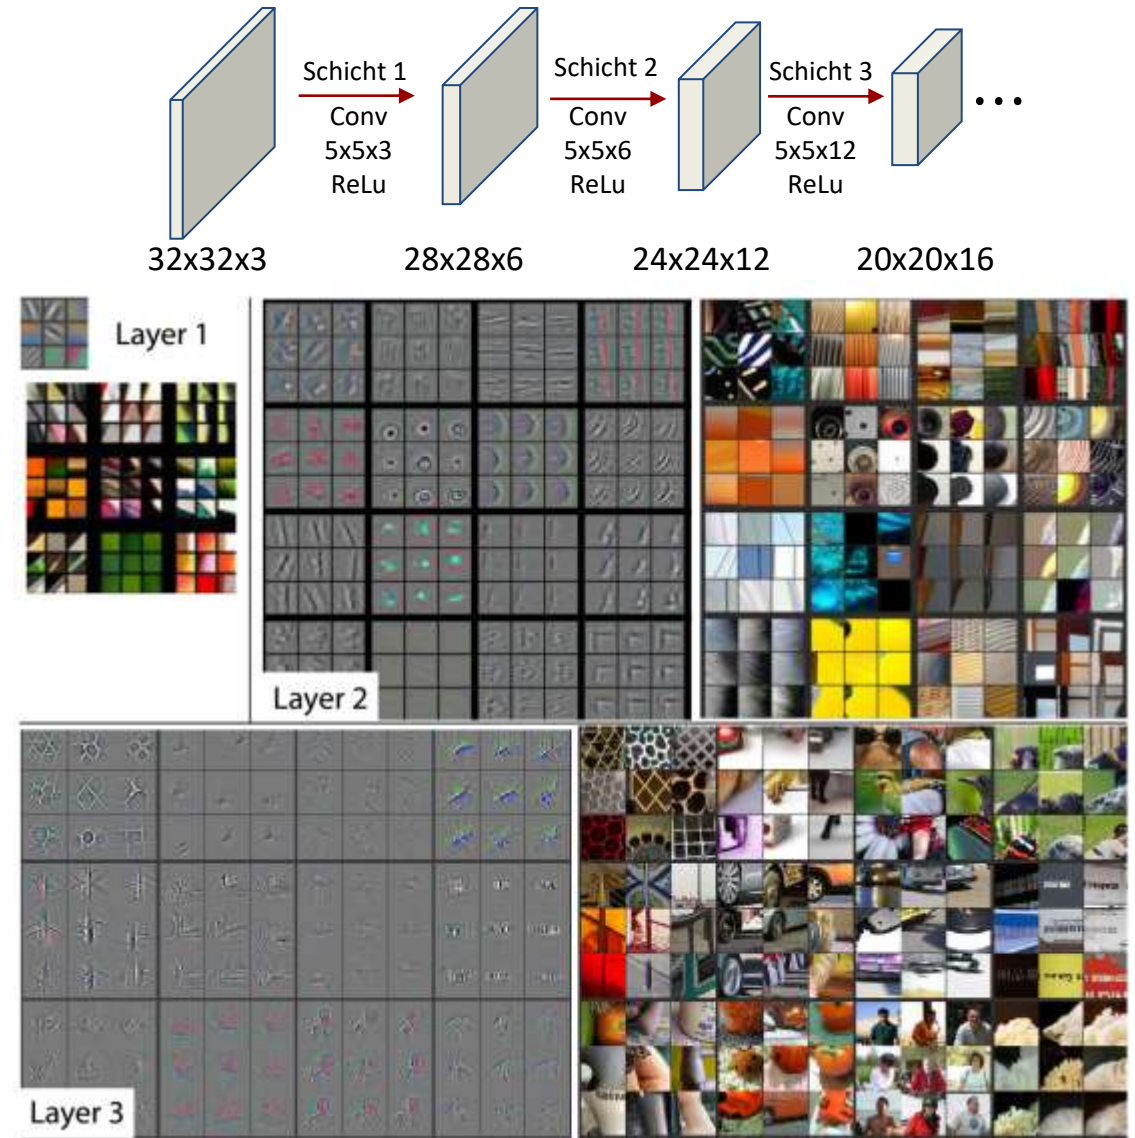 Schicht 1
Conv
5x5x3
ReLu
Schicht 2
Conv
5x5x6
ReLu
Schicht 3
Conv
5x5x12
ReLu
...
32x32x3
28x28x6
24x24x12
20x20x16
Layer 1
Layer 2
Layer 3